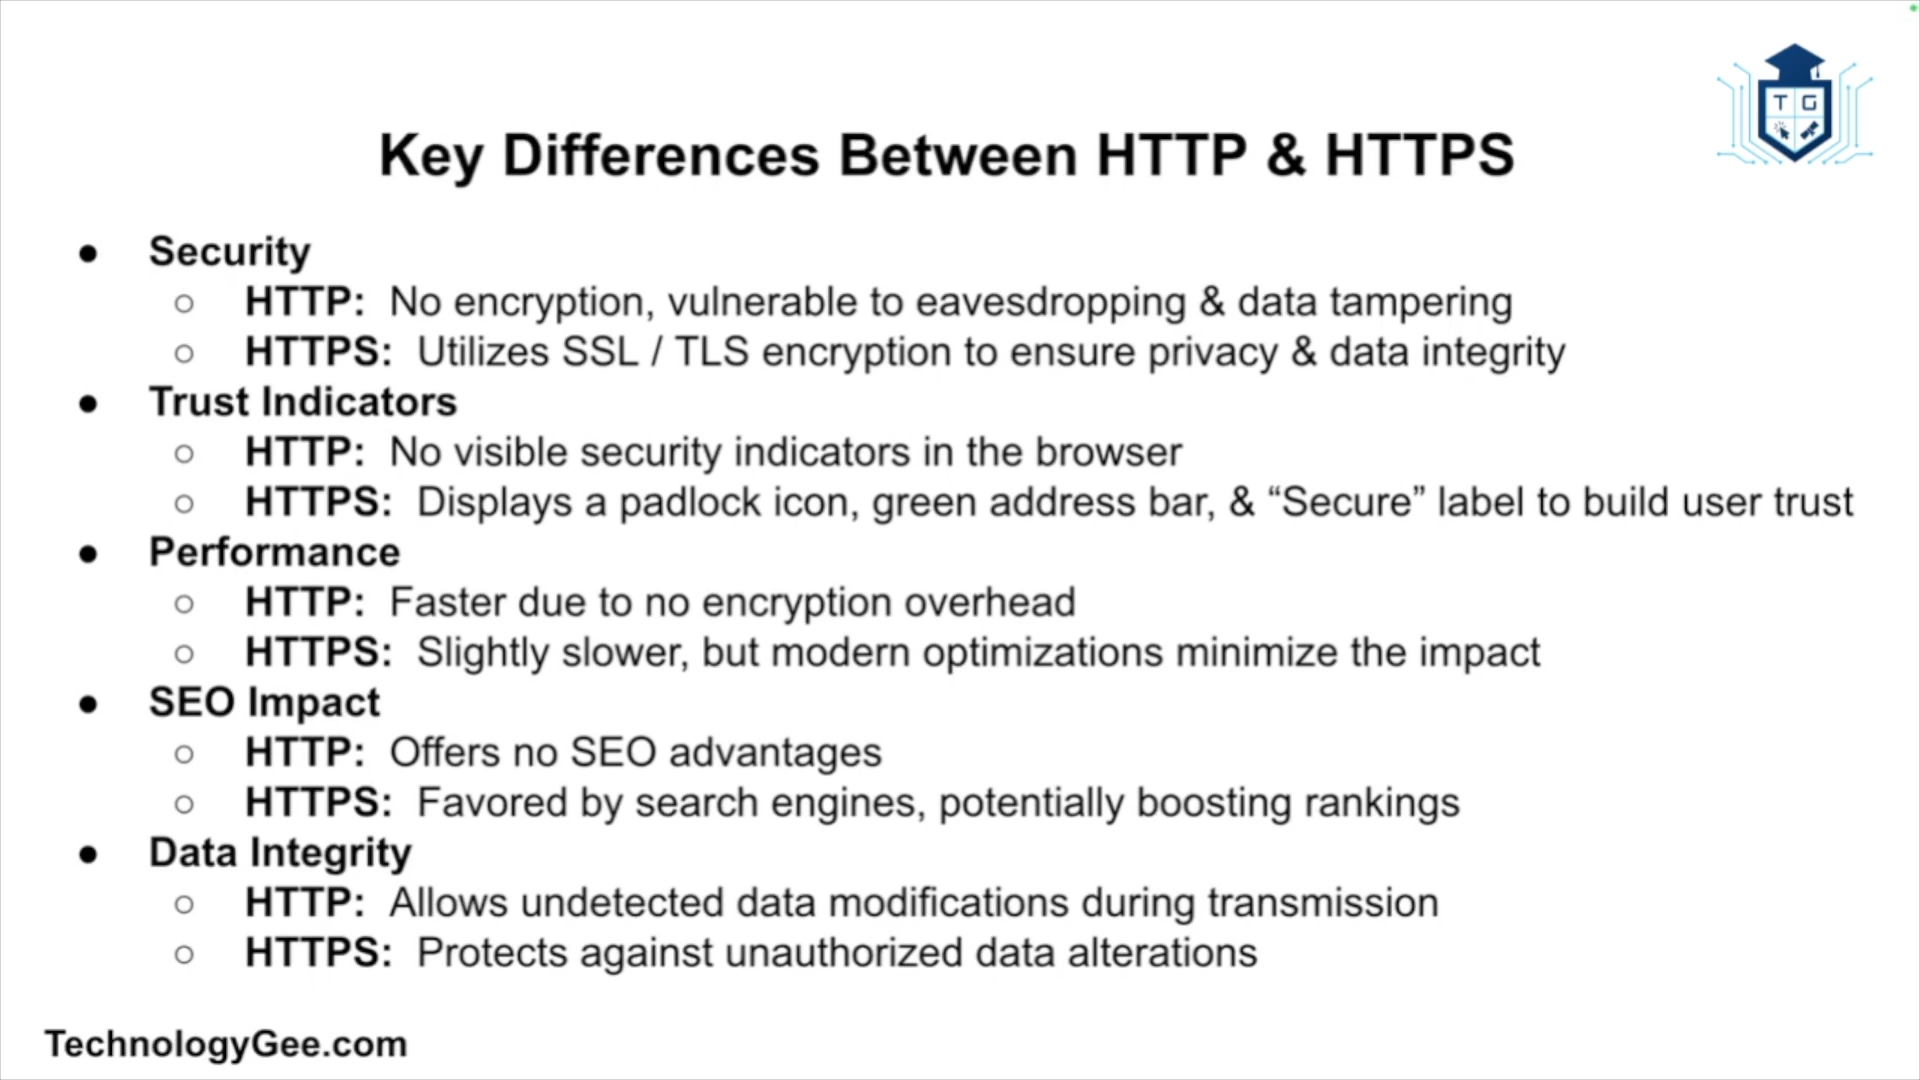 T G
Key Differences Between HTTP & HTTPS
● Security
○ HTTP: No encryption, vulnerable to eavesdropping & data tampering
○ HTTPS: Utilizes SSL / TLS encryption to ensure privacy & data integrity
● Trust Indicators
○ HTTP: No visible security indicators in the browser
○ HTTPS: Displays a padlock icon, green address bar, & “Secure” label to build user trust
● Performance
○ HTTP: Faster due to no encryption overhead
○ HTTPS: Slightly slower, but modern optimizations minimize the impact
● SEO Impact
○ HTTP: Offers no SEO advantages
○ HTTPS: Favored by search engines, potentially boosting rankings
● Data Integrity
○ HTTP: Allows undetected data modifications during transmission
○ HTTPS: Protects against unauthorized data alterations
TechnologyGee.com